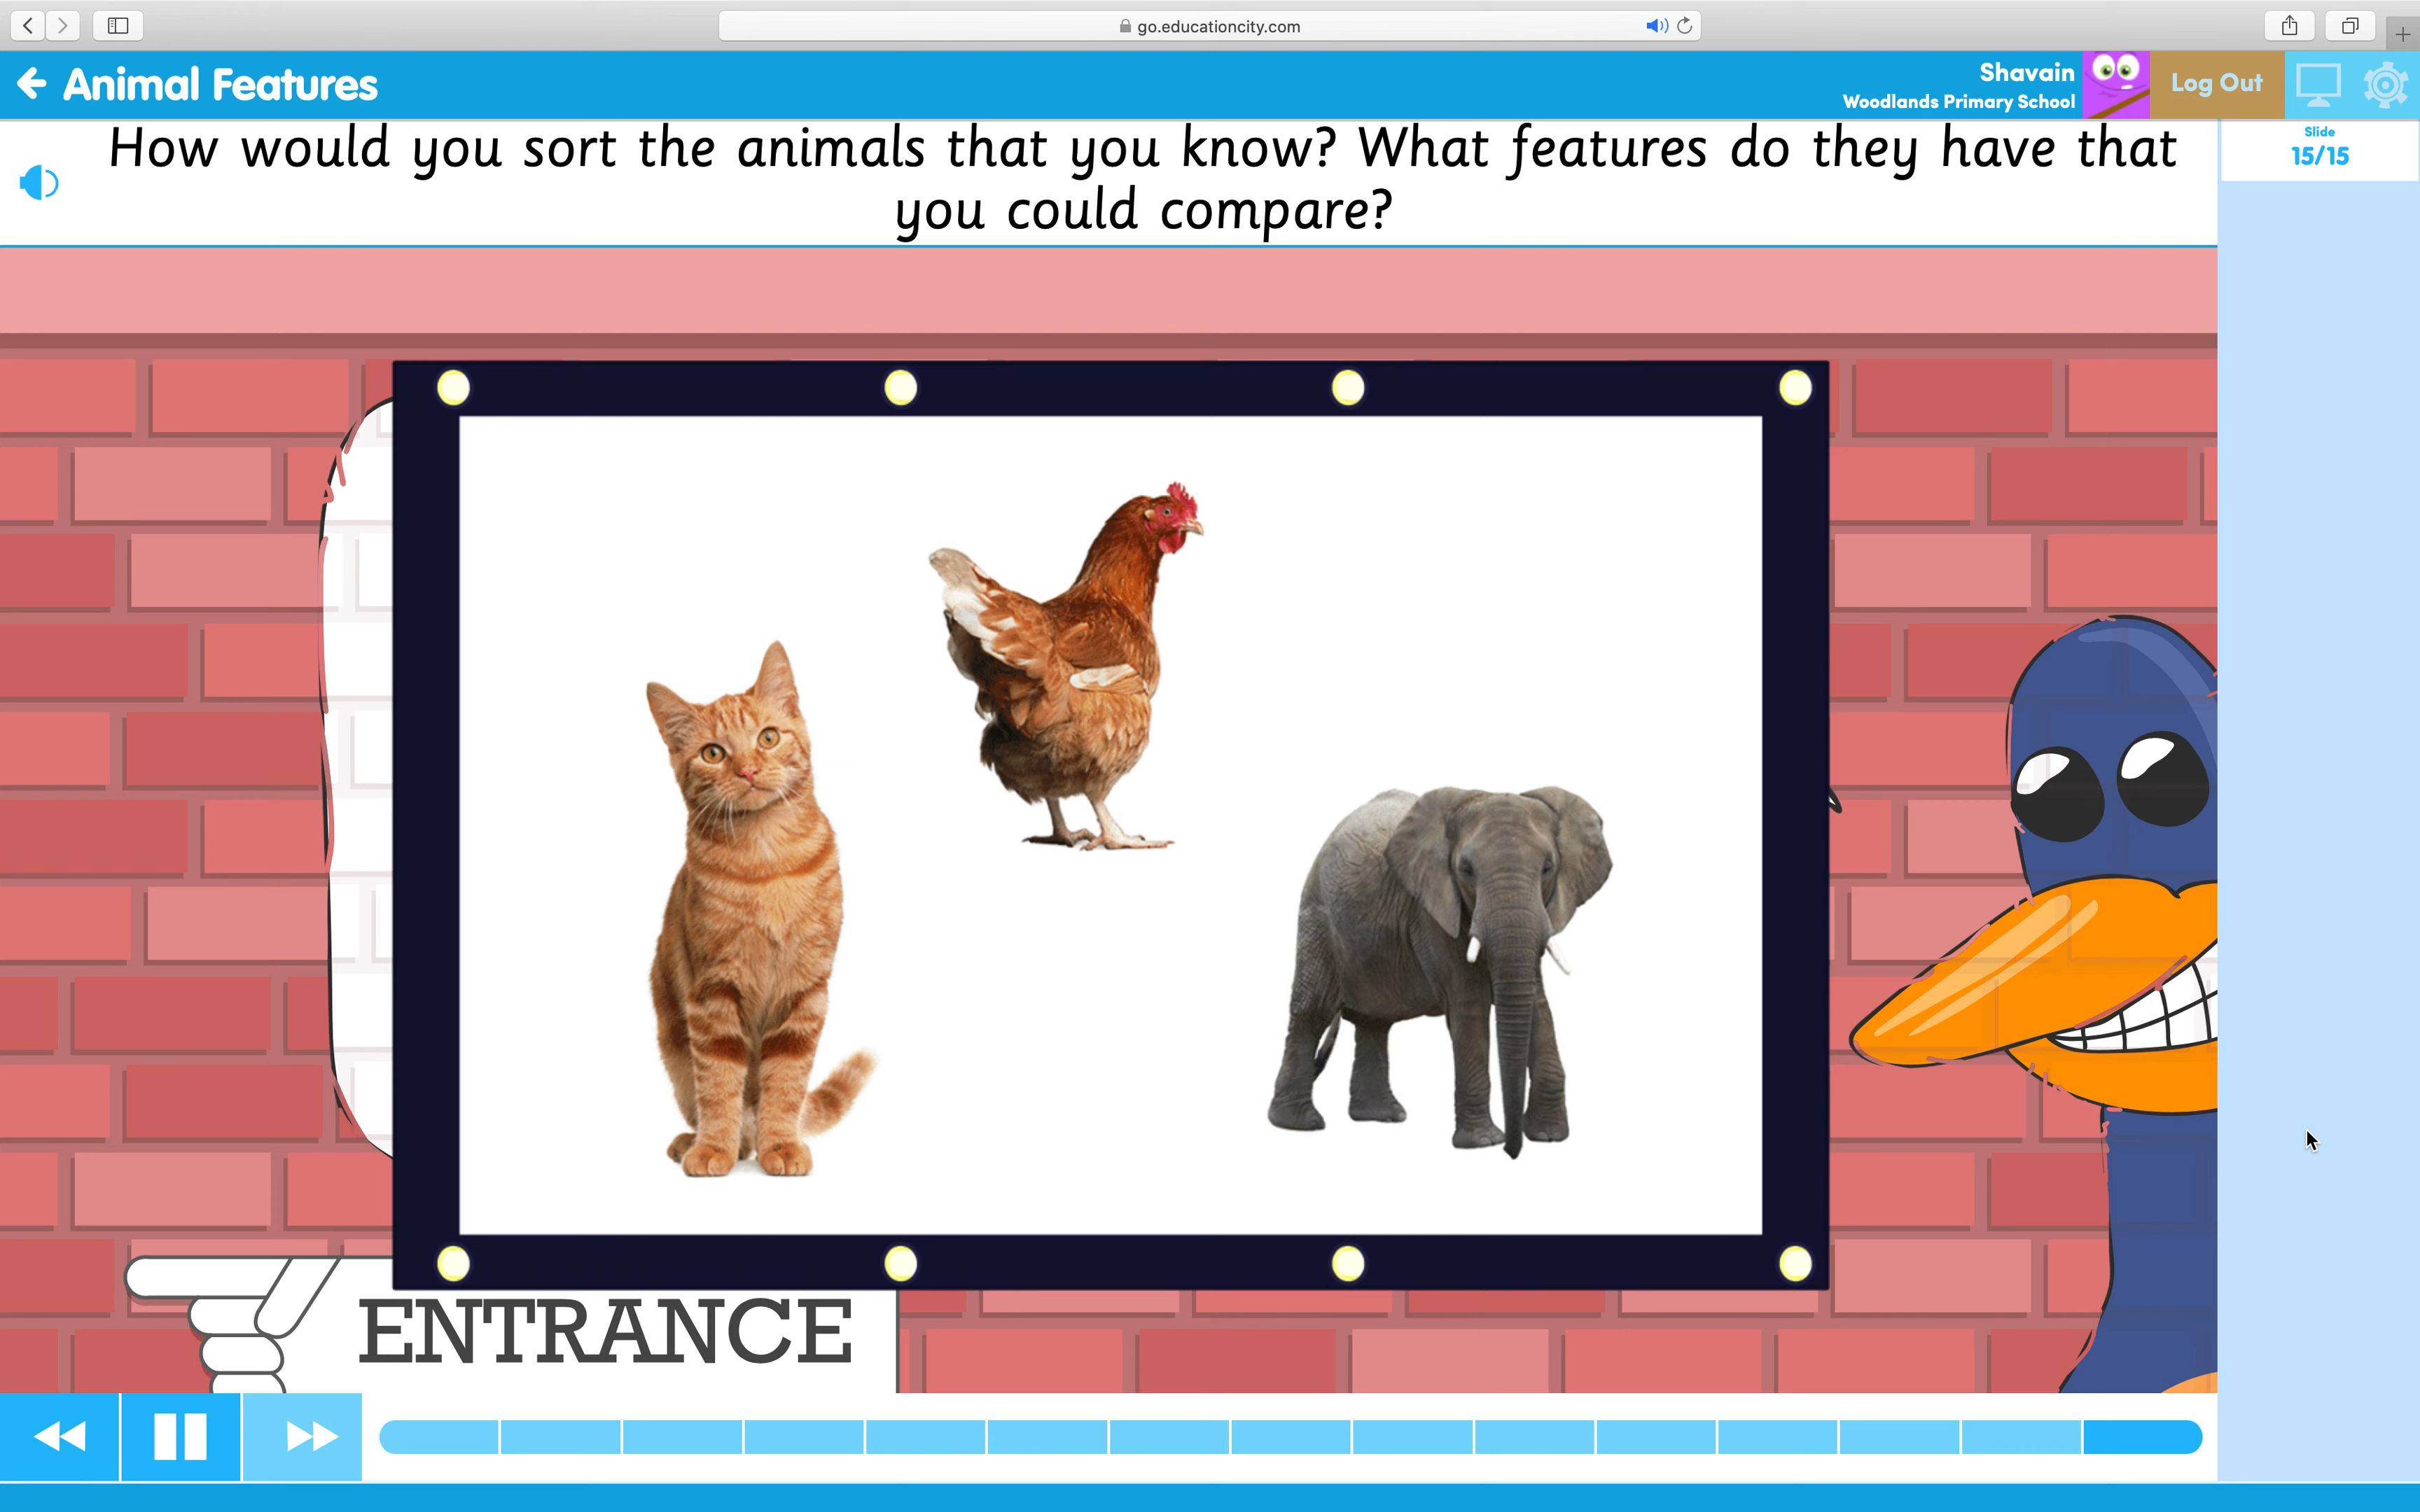 go.educationcity.com
Animal Features
Shavain
Woodlands Primary School
Log Out
How would you sort the animals that you know? What features do they have that
you could compare?
Slide
15/15
ENTRANCE